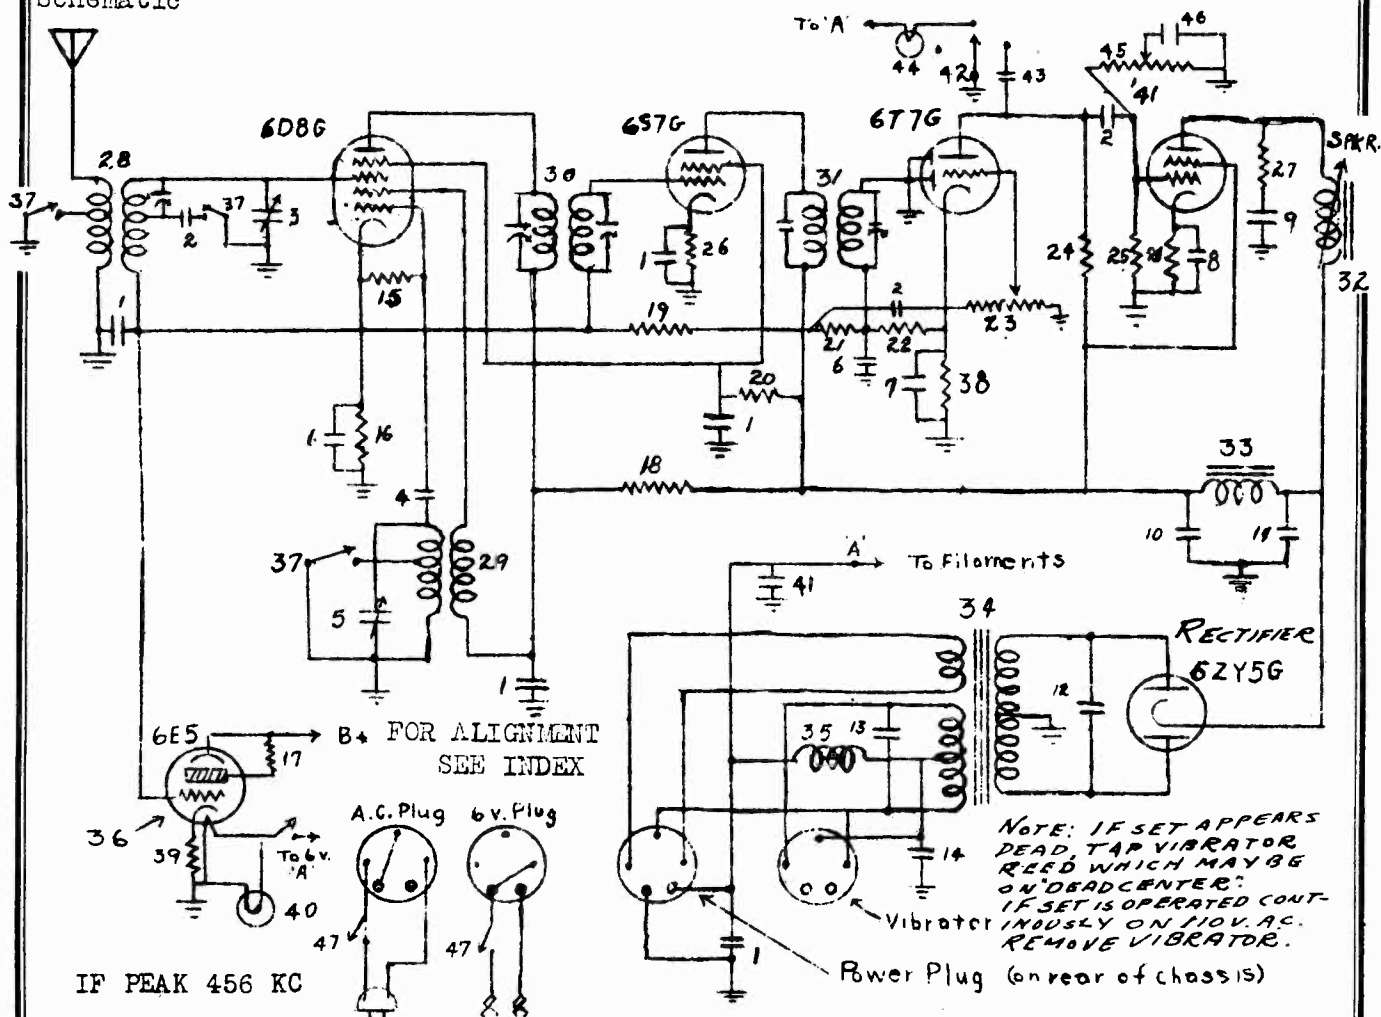 Schematic
To 'A'
44
42
43
45
46
'41
6D8G
6S7G
6T7G
28
37
2
37
3
30
31
2
27
SPKR.
9
32
1
15
1
26
24
25
8
19
2
21
22
23
6
20
7
38
1
16
1
18
33
4
10
11
37
29
5
'A'
To Filaments
41
34
RECTIFIER
6ZY5G
12
1
35
13
6E5
B+
17
FOR ALIGNMENT
SEE INDEX
36
39
To 6 v.
'A'
40
A.C. Plug
6 v. Plug
47
47
14
Vibrator
1
Power Plug (on rear of chassis)
NOTE: IF SET APPEARS
DEAD, TAP VIBRATOR
REED WHICH MAY BE
ON "DEAD CENTER".
IF SET IS OPERATED CONT-
INOUSLY ON 110V. A.C.
REMOVE VIBRATOR.
IF PEAK 456 KC